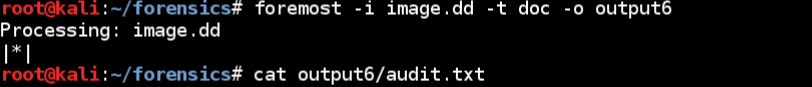 root@kali:~/forensics# foremost -i image.dd -t doc -o output6
Processing: image.dd
|*|
root@kali:~/forensics# cat output6/audit.txt